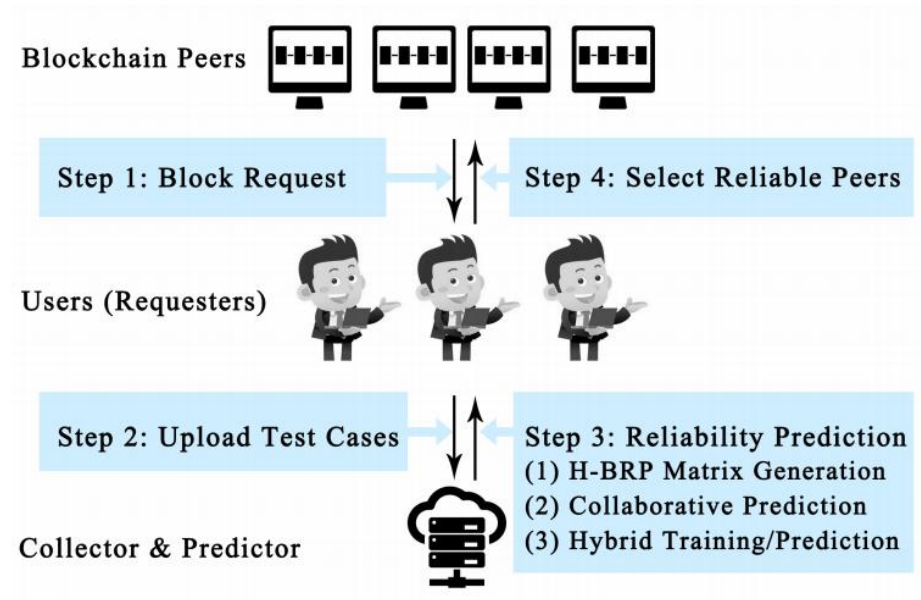 Blockchain Peers
Step 1: Block Request
Step 4: Select Reliable Peers
Users (Requesters)
Step 2: Upload Test Cases
Step 3: Reliability Prediction
(1) H-BRP Matrix Generation
(2) Collaborative Prediction
(3) Hybrid Training/Prediction
Collector & Predictor